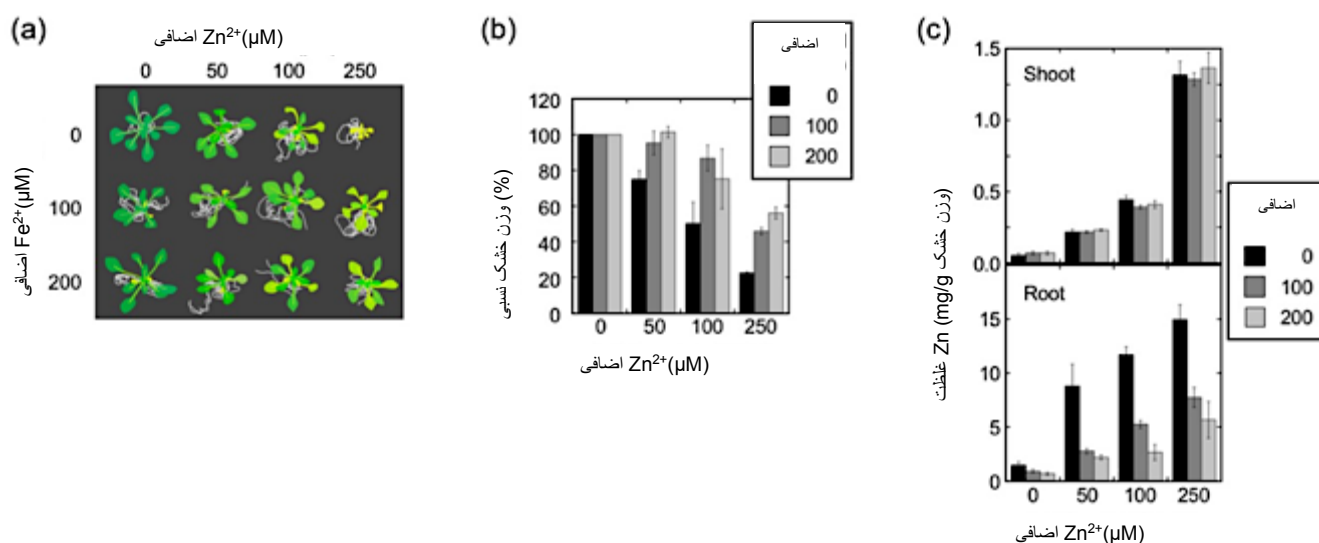 (a)
اضافی Zn²⁺(µM)
0 50 100 250
اضافی Fe²⁺(µM)
0
100
200
(b)
اضافی
0
100
200
وزن خشک نسبی (%)
120
100
80
60
40
20
0
0 50 100 250
اضافی Zn²⁺(µM)
(c)
غلظت Zn (mg/g وزن خشک)
Shoot
1.5
1.0
0.5
0.0
Root
15
10
5
0
0 50 100 250
اضافی Zn²⁺(µM)
اضافی
0
100
200